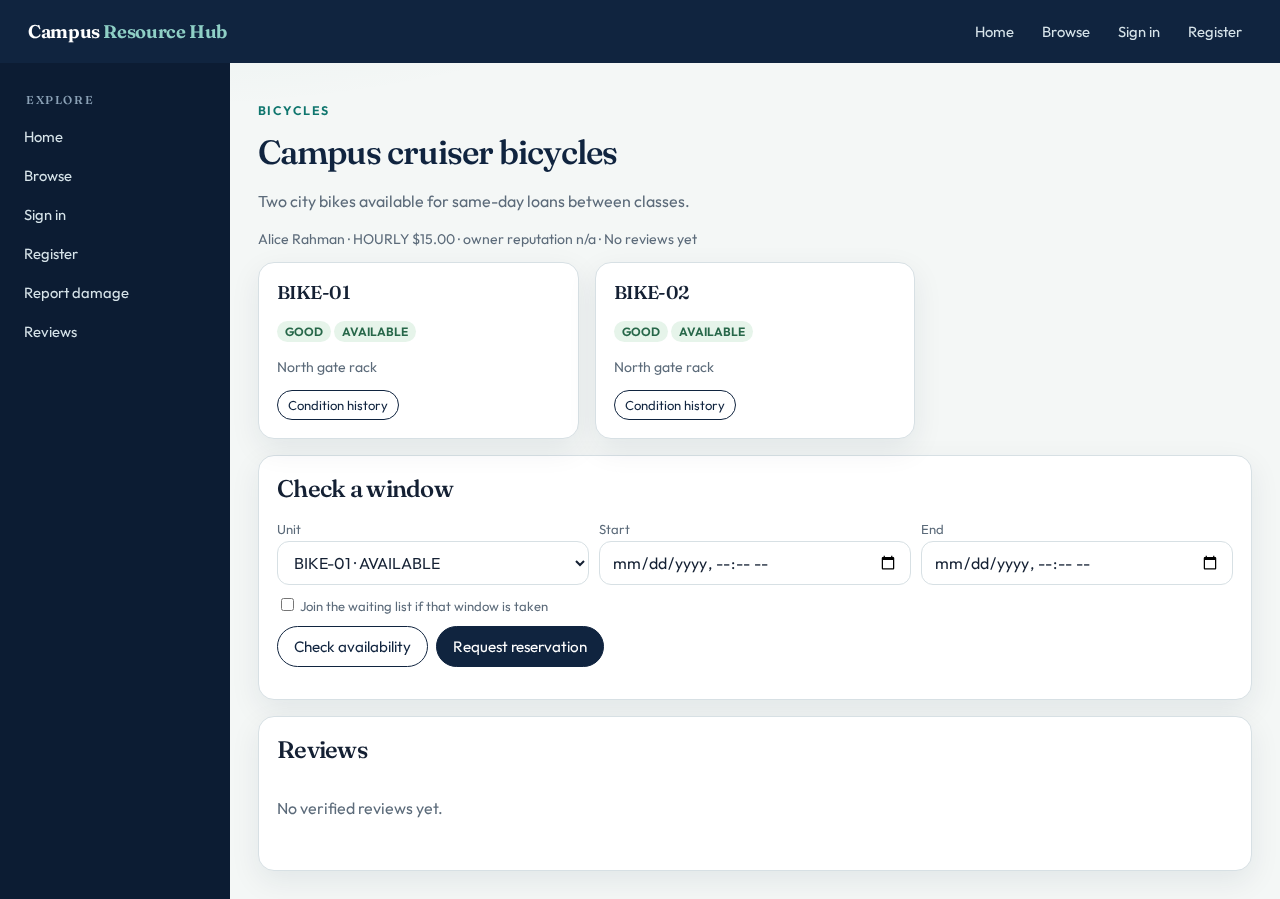 Campus Resource Hub
Home Browse Sign in Register
EXPLORE
Home
Browse
Sign in
Register
Report damage
Reviews
BICYCLES
Campus cruiser bicycles
Two city bikes available for same-day loans between classes.
Alice Rahman · HOURLY $15.00 · owner reputation n/a · No reviews yet
BIKE-01
GOOD AVAILABLE
North gate rack
Condition history
BIKE-02
GOOD AVAILABLE
North gate rack
Condition history
Check a window
Unit Start End
BIKE-01 · AVAILABLE mm/dd/yyyy, --:-- -- mm/dd/yyyy, --:-- --
Join the waiting list if that window is taken
Check availability Request reservation
Reviews
No verified reviews yet.